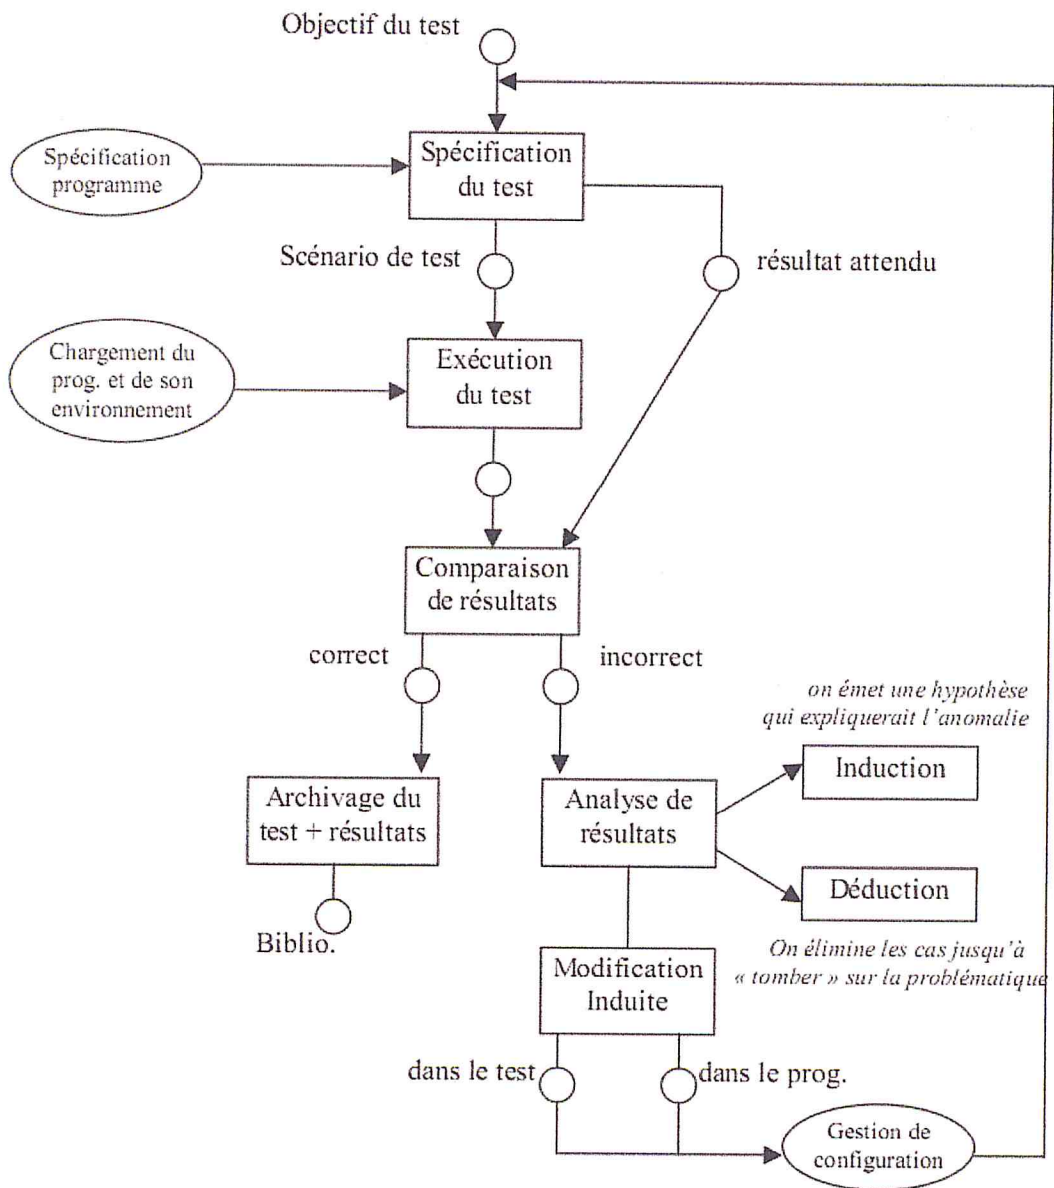 Objectif du test
Spécification
programme
Spécification
du test
Scénario de test
résultat attendu
Chargement du
prog. et de son
environnement
Exécution
du test
Comparaison
de résultats
correct
incorrect
on émet une hypothèse
qui expliquerait l'anomalie
Induction
Archivage du
test + résultats
Analyse de
résultats
Déduction
Biblio.
On élimine les cas jusqu'à
« tomber » sur la problématique
Modification
Induite
dans le test
dans le prog.
Gestion de
configuration